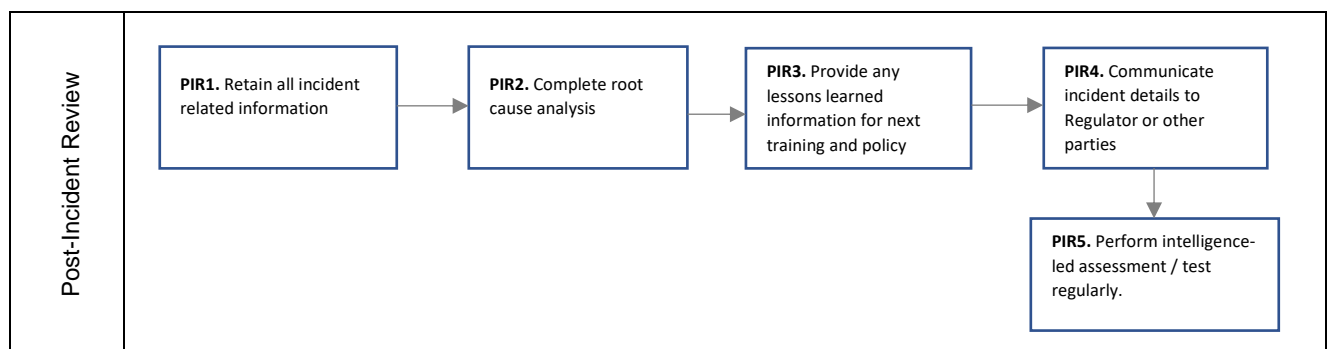 Post-Incident Review
PIR1. Retain all incident
related information
PIR2. Complete root
cause analysis
PIR3. Provide any
lessons learned
information for next
training and policy
PIR4. Communicate
incident details to
Regulator or other
parties
PIR5. Perform intelligence-
led assessment / test
regularly.